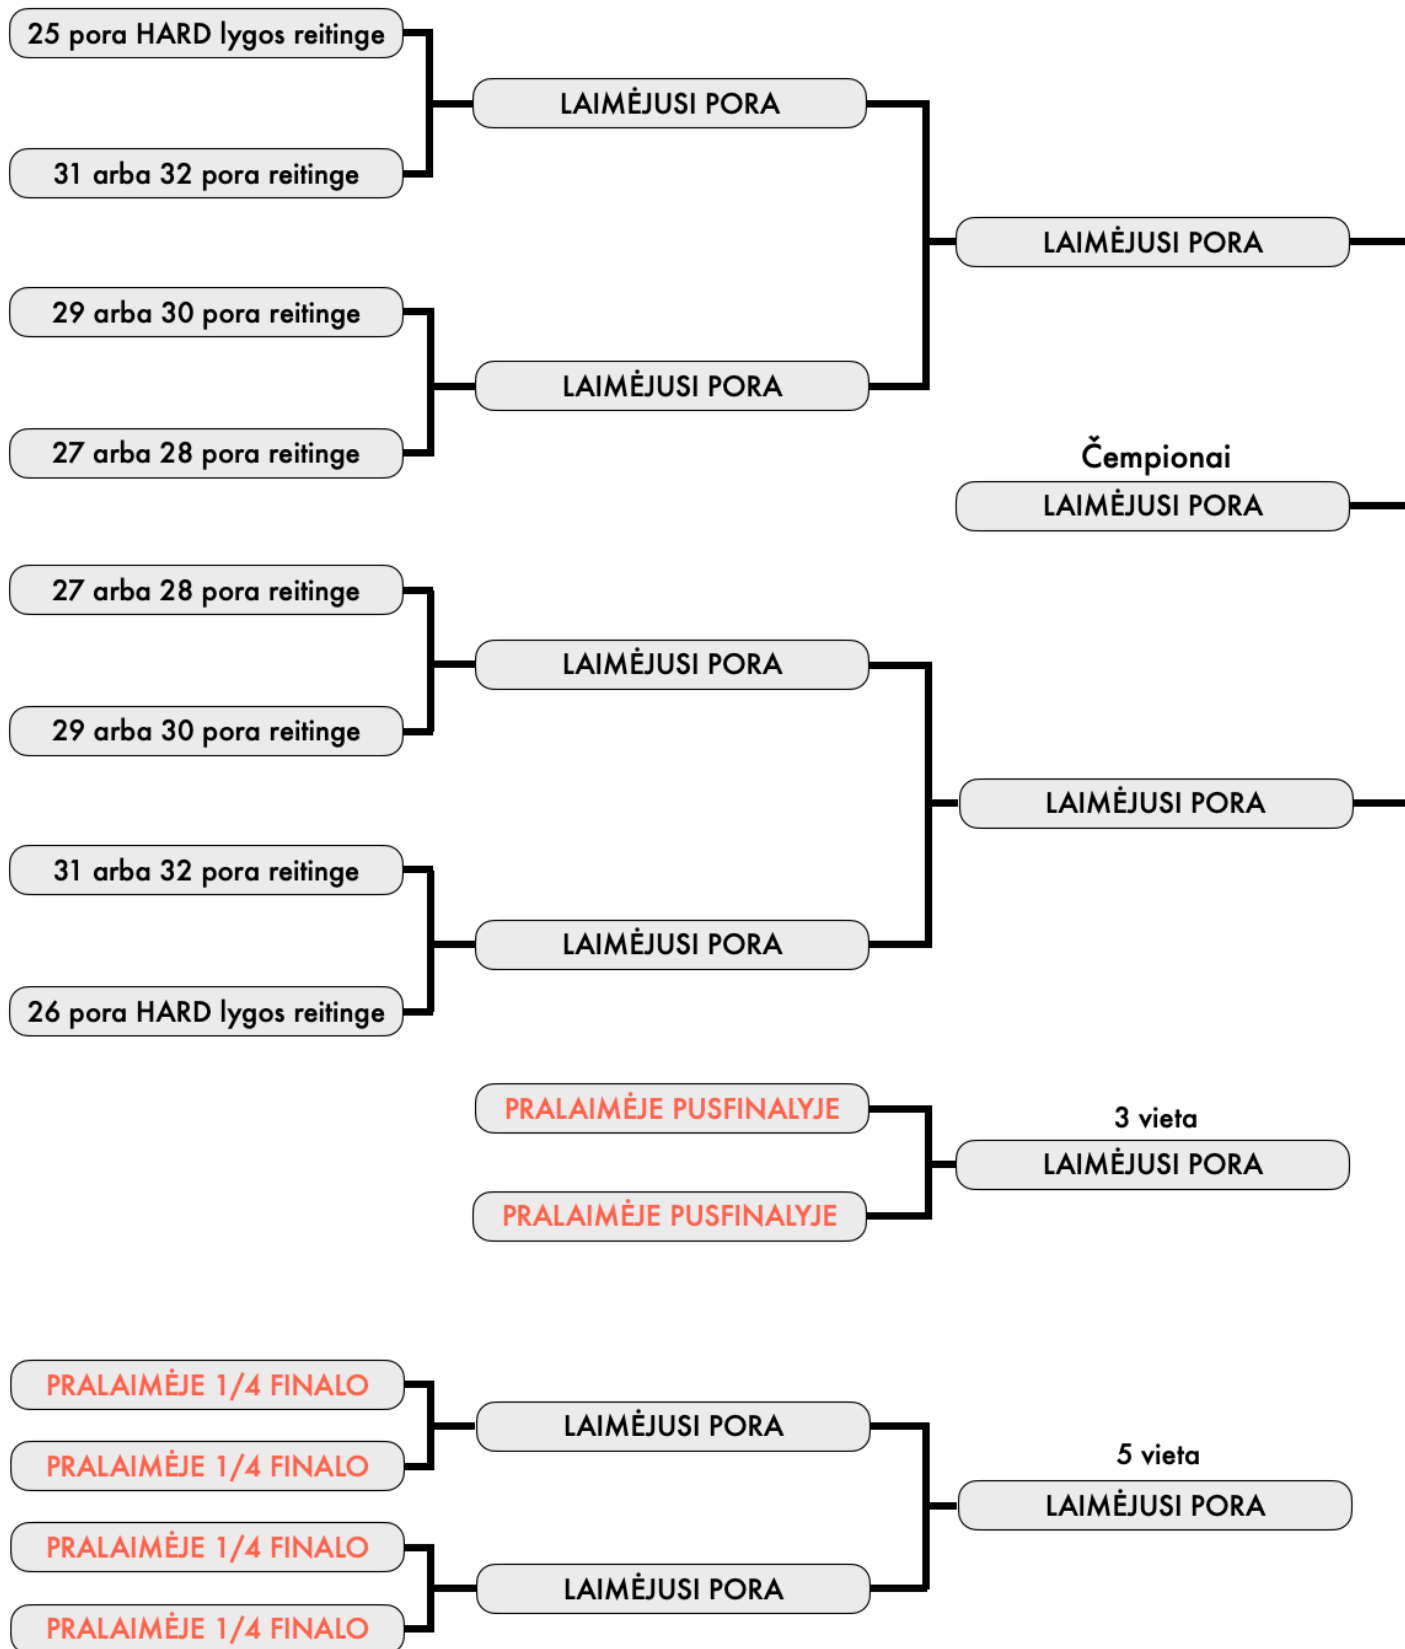 25 pora HARD lygos reitinge
LAIMĖJUSI PORA
31 arba 32 pora reitinge
LAIMĖJUSI PORA
29 arba 30 pora reitinge
LAIMĖJUSI PORA
27 arba 28 pora reitinge
Čempionai
LAIMĖJUSI PORA
27 arba 28 pora reitinge
LAIMĖJUSI PORA
29 arba 30 pora reitinge
LAIMĖJUSI PORA
31 arba 32 pora reitinge
LAIMĖJUSI PORA
26 pora HARD lygos reitinge
PRALAIMĖJE PUSFINALYJE
3 vieta
LAIMĖJUSI PORA
PRALAIMĖJE PUSFINALYJE
PRALAIMĖJE 1/4 FINALO
LAIMĖJUSI PORA
PRALAIMĖJE 1/4 FINALO
5 vieta
LAIMĖJUSI PORA
PRALAIMĖJE 1/4 FINALO
LAIMĖJUSI PORA
PRALAIMĖJE 1/4 FINALO